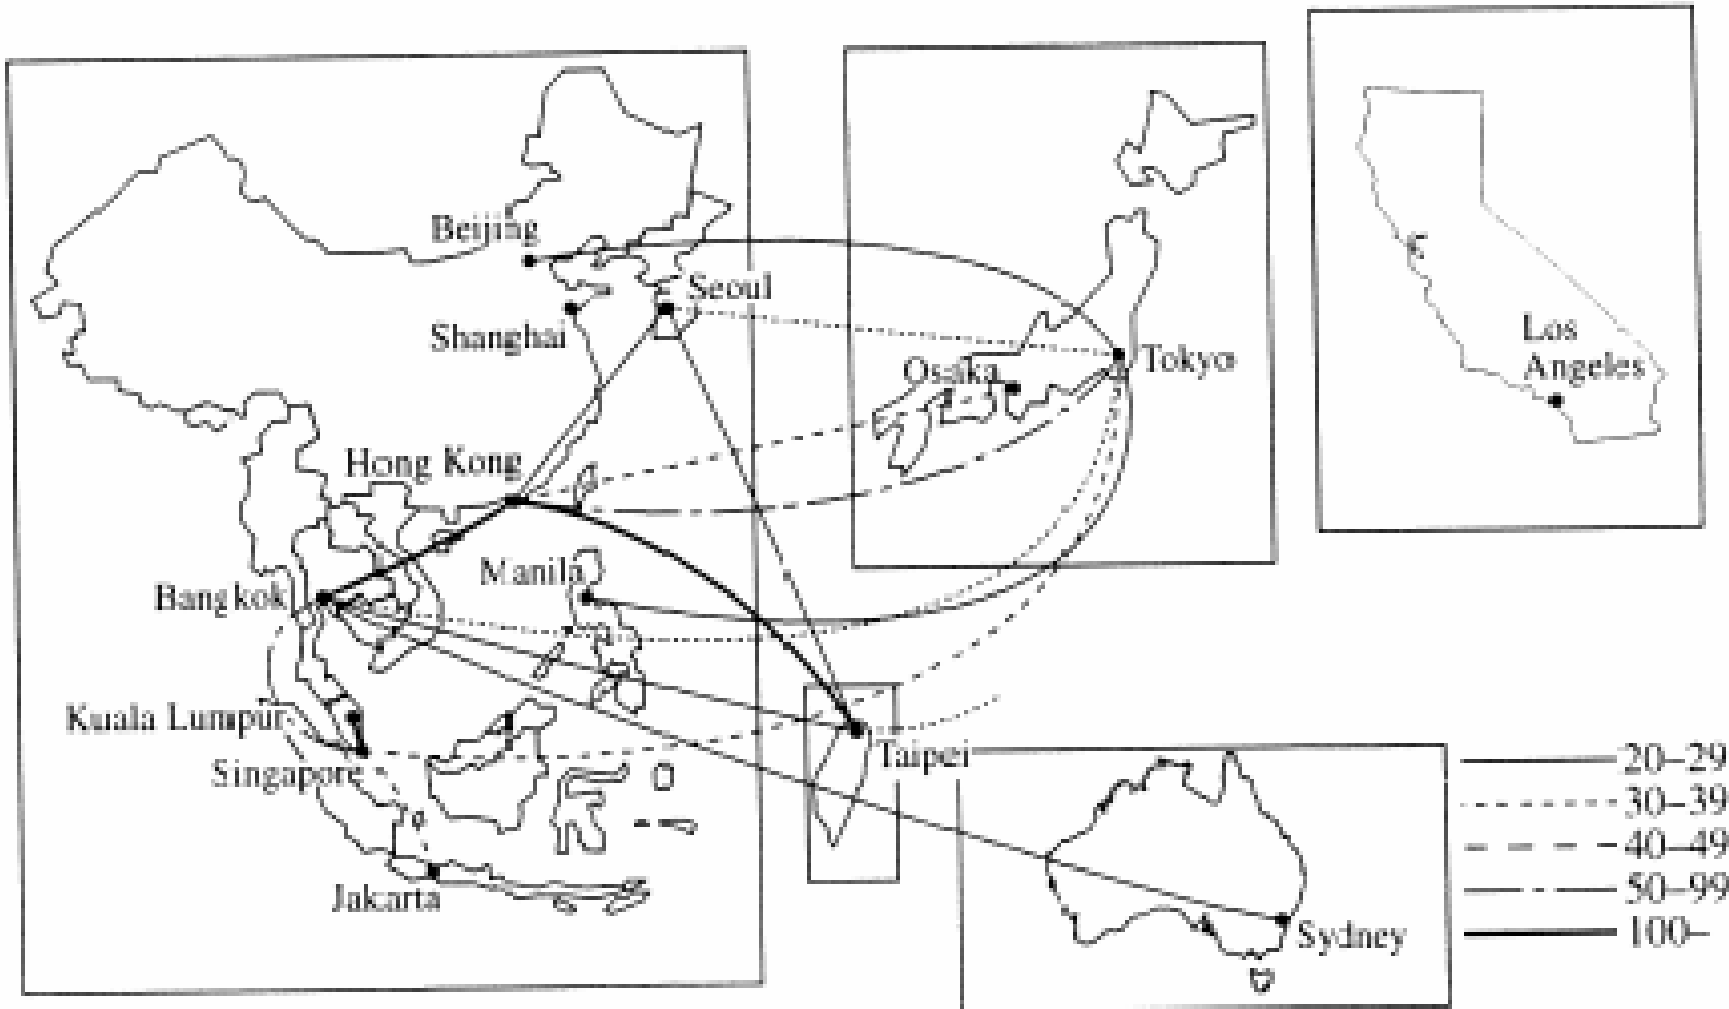 Beijing
Seoul
Shanghai
Hong Kong
Bangkok
Manila
Kuala Lumpur
Singapore
Jakarta
Osaka
Tokyo
Taipei
Los
Angeles
Sydney
20–29
30–39
40–49
50–99
100–